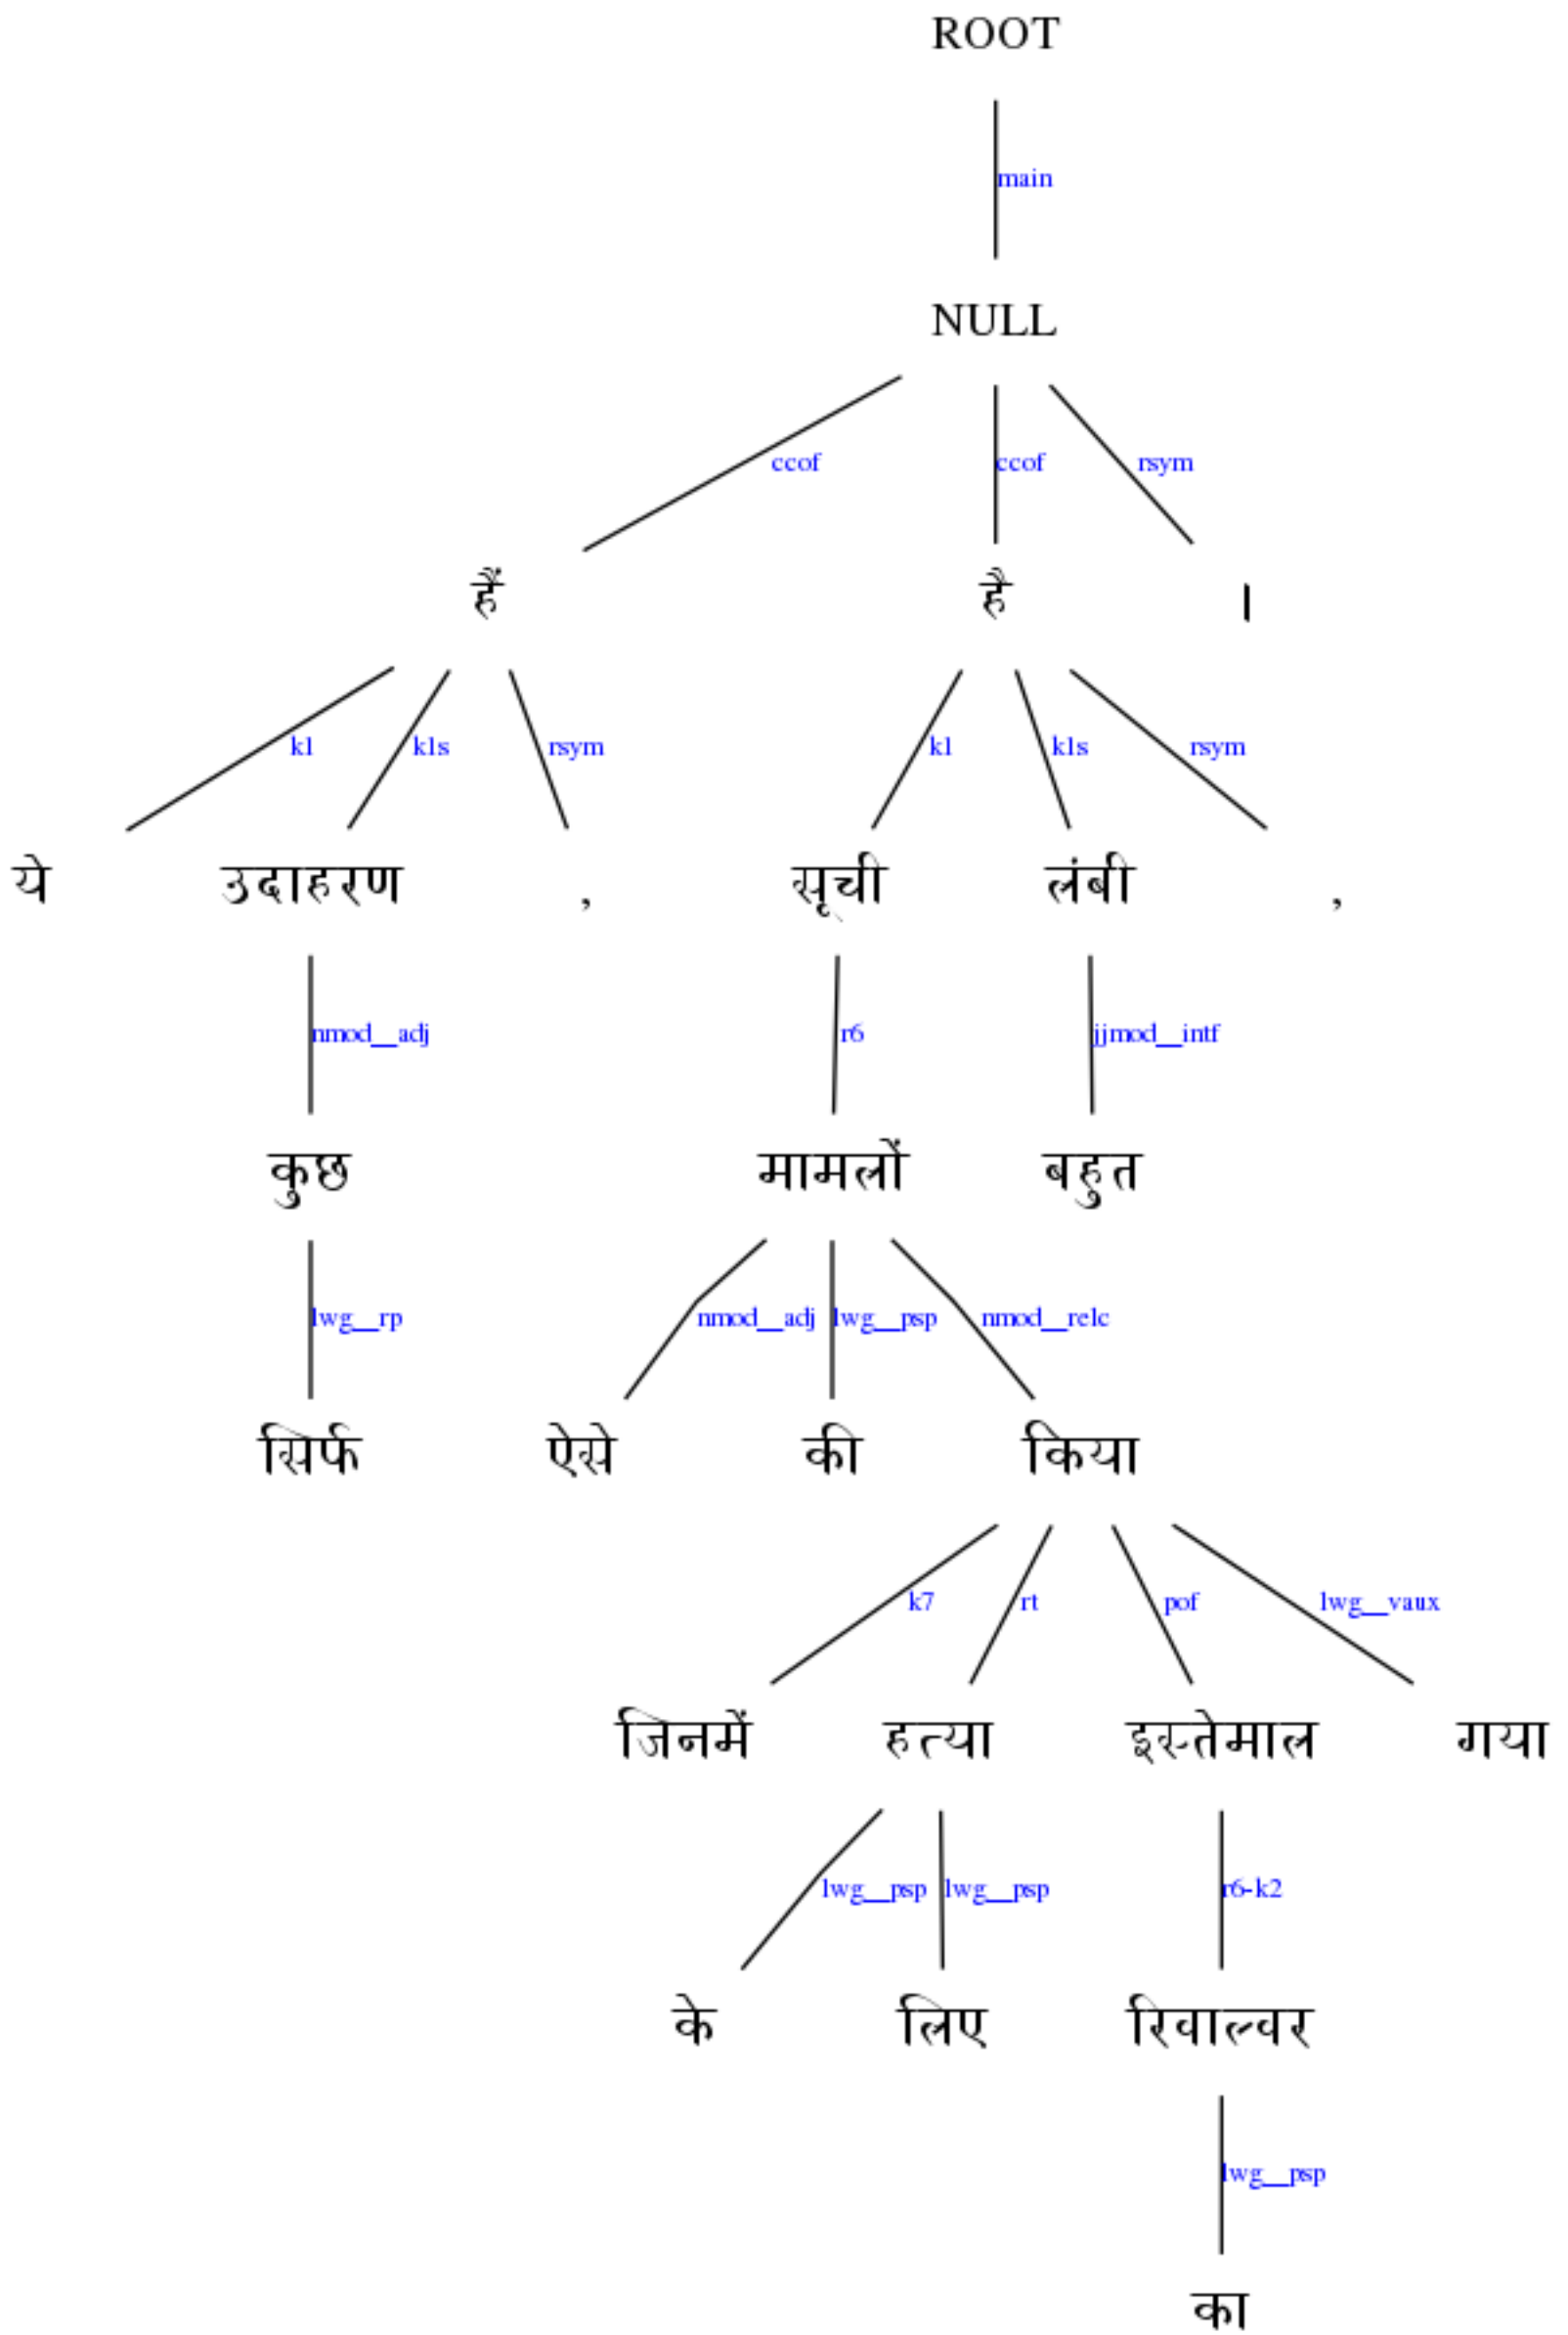 ROOT
main
NULL
ccof ccof rsym
हैं है ।
k1 k1s rsym k1 k1s rsym
ये उदाहरण , सूची लंबी ,
nmod__adj r6 jjmod__intf
कुछ मामलों बहुत
lwg__rp nmod__adj lwg__psp nmod__relc
सिर्फ ऐसे की किया
k7 rt pof lwg__vaux
जिनमें हत्या इस्तेमाल गया
lwg__psp lwg__psp r6-k2
के लिए रिवाल्वर
lwg__psp
का